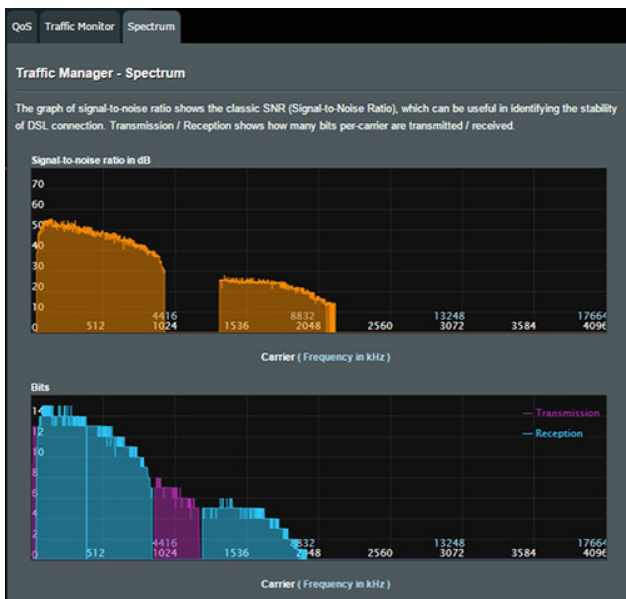 QoS Traffic Monitor Spectrum
Traffic Manager - Spectrum
The graph of signal-to-noise ratio shows the classic SNR (Signal-to-Noise Ratio), which can be useful in identifying the stability
of DSL connection. Transmission / Reception shows how many bits per-carrier are transmitted / received.
Signal-to-noise ratio in dB
70
60
50
40
30
20
10
4416 8832 13248 17664
0 512 1024 1536 2048 2560 3072 3584 4096
Carrier ( Frequency in kHz )
Bits
14
— Transmission
12
— Reception
10
8
6
4
2
4416 8832 13248 17664
0 512 1024 1536 2048 2560 3072 3584 4096
Carrier ( Frequency in kHz )